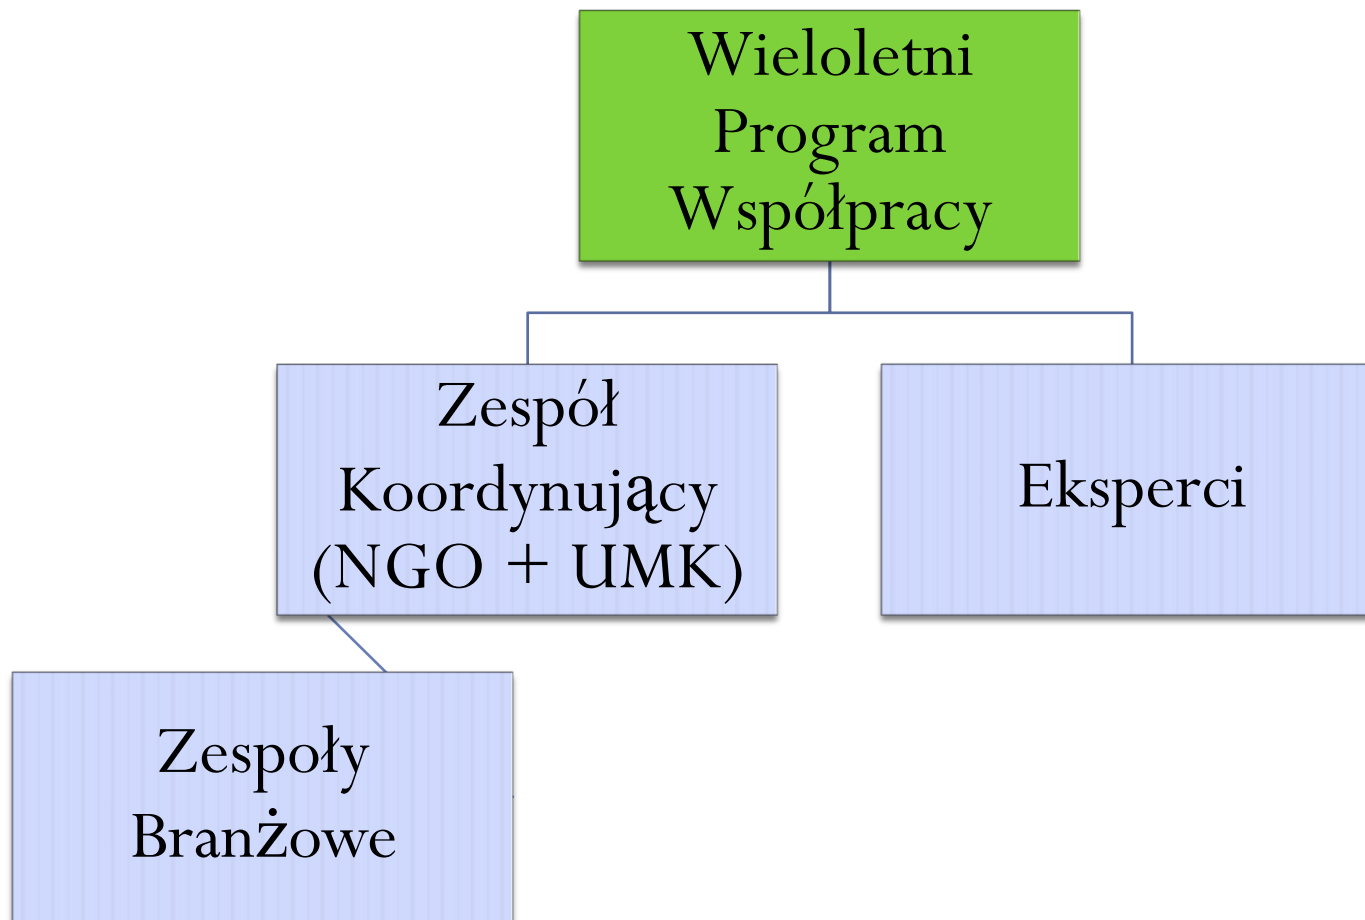 Wieloletni
Program
Współpracy
Zespół
Koordynujący
(NGO + UMK)
Eksperci
Zespoły
Branżowe